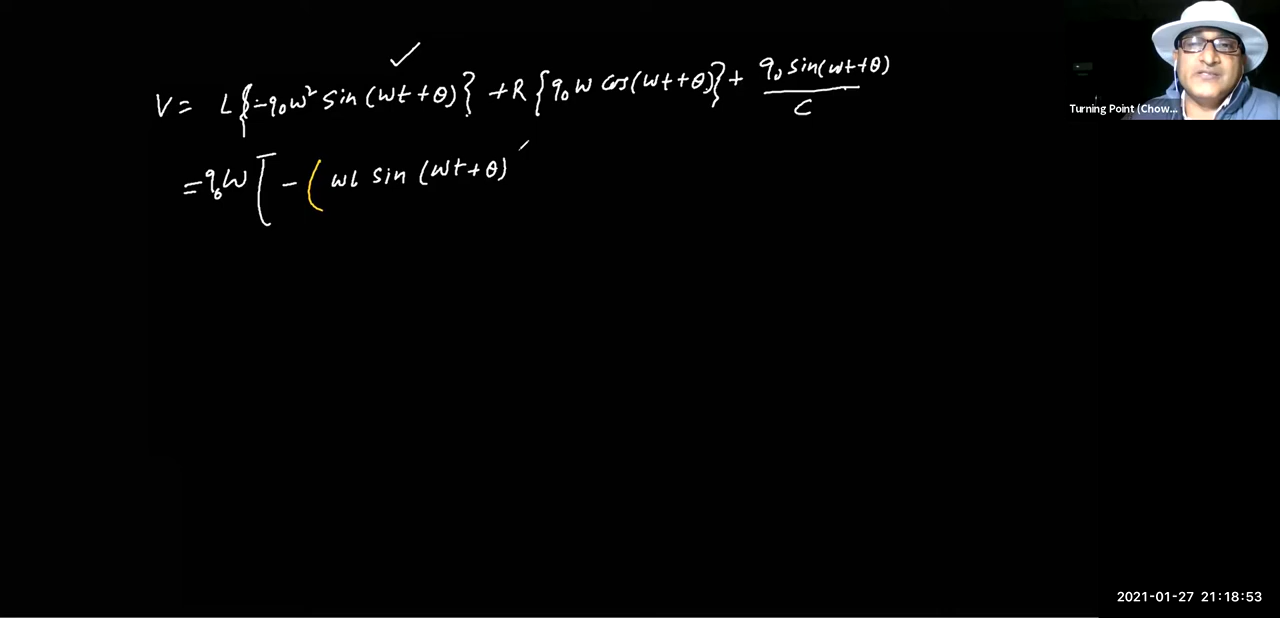 V = L{-q₀ω² sin(ωt+θ)} + R{q₀ω cos(ωt+θ)} + q₀ sin(ωt+θ)/C
= q₀ω [ - ( ωL sin (ωt+θ)
Turning Point (Chow...
2021-01-27 21:18:53